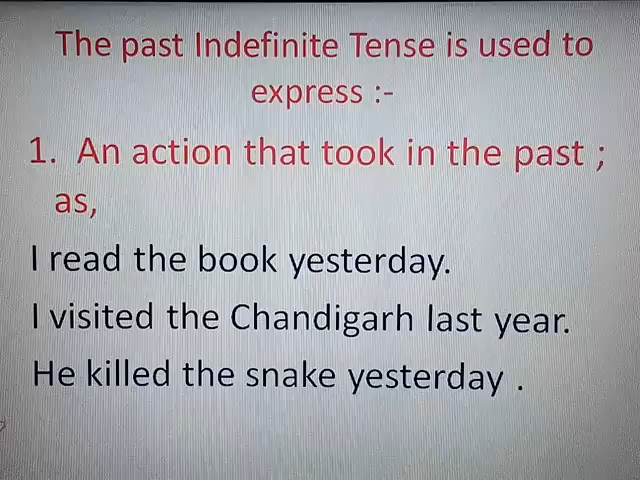 The past Indefinite Tense is used to
express :-
1. An action that took in the past ;
as,
I read the book yesterday.
I visited the Chandigarh last year.
He killed the snake yesterday .